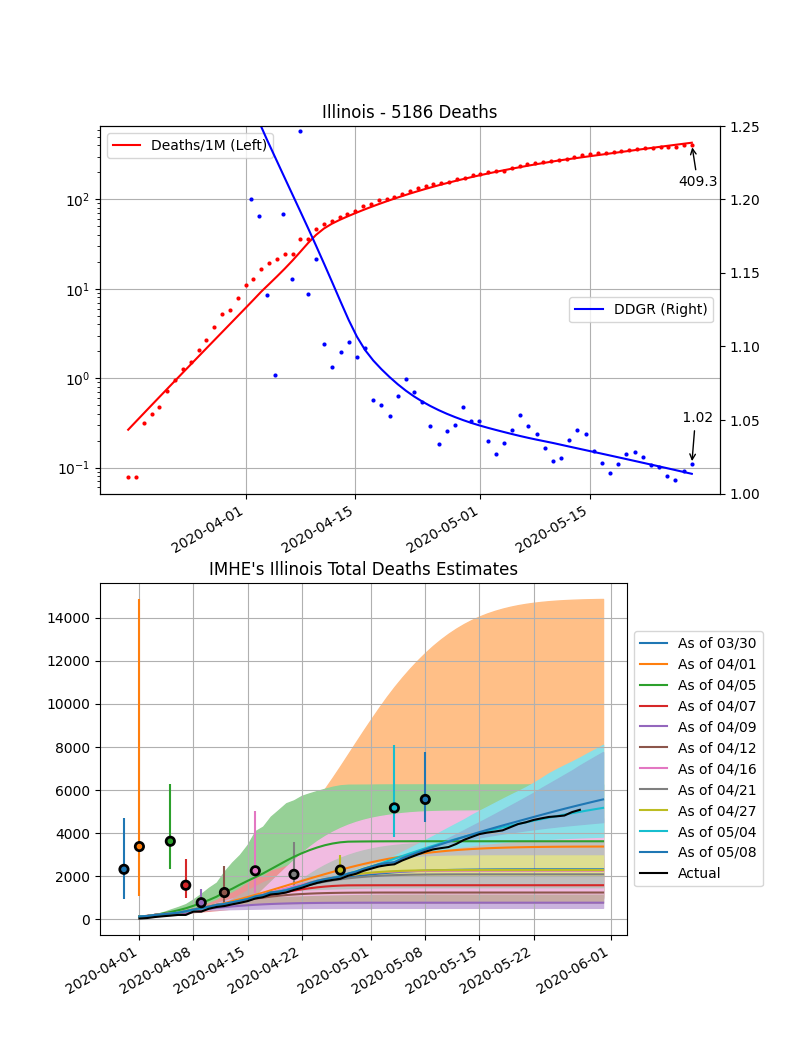 Illinois - 5186 Deaths
Deaths/1M (Left)
DDGR (Right)
409.3
1.02
10²
10¹
10⁰
10⁻¹
1.25
1.20
1.15
1.10
1.05
1.00
2020-04-01
2020-04-15
2020-05-01
2020-05-15
IMHE's Illinois Total Deaths Estimates
14000
12000
10000
8000
6000
4000
2000
0
2020-04-01
2020-04-08
2020-04-15
2020-04-22
2020-05-01
2020-05-08
2020-05-15
2020-05-22
2020-06-01
As of 03/30
As of 04/01
As of 04/05
As of 04/07
As of 04/09
As of 04/12
As of 04/16
As of 04/21
As of 04/27
As of 05/04
As of 05/08
Actual